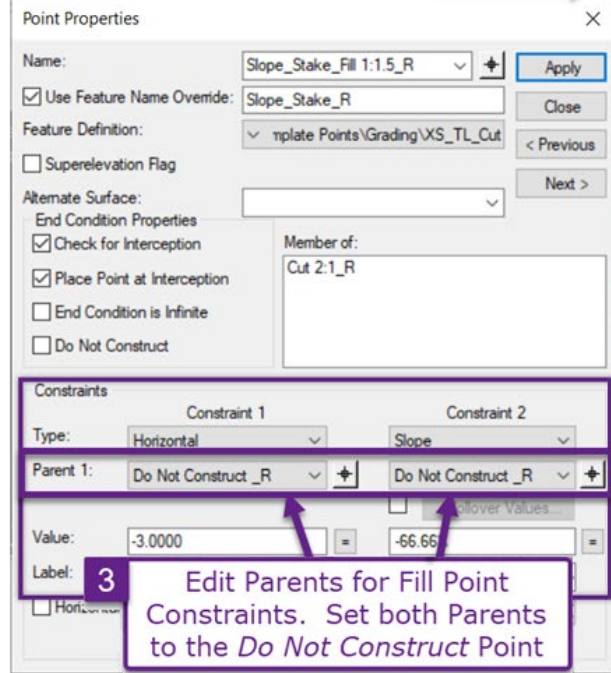 Point Properties
Name:
Slope_Stake_Fill 1:1.5_R
Apply
Use Feature Name Override:
Slope_Stake_R
Close
Feature Definition:
mplate Points\Grading\XS_TL_Cut
< Previous
Superelevation Flag
Next >
Alternate Surface:
End Condition Properties
Check for Interception
Place Point at Interception
End Condition is Infinite
Do Not Construct
Member of:
Cut 2:1_R
Constraints
Constraint 1
Constraint 2
Type:
Horizontal
Slope
Parent 1:
Do Not Construct _R
Do Not Construct _R
Rollover Values...
Value:
-3.0000
=
=
Label:
3
Edit Parents for Fill Point
Constraints. Set both Parents
to the Do Not Construct Point